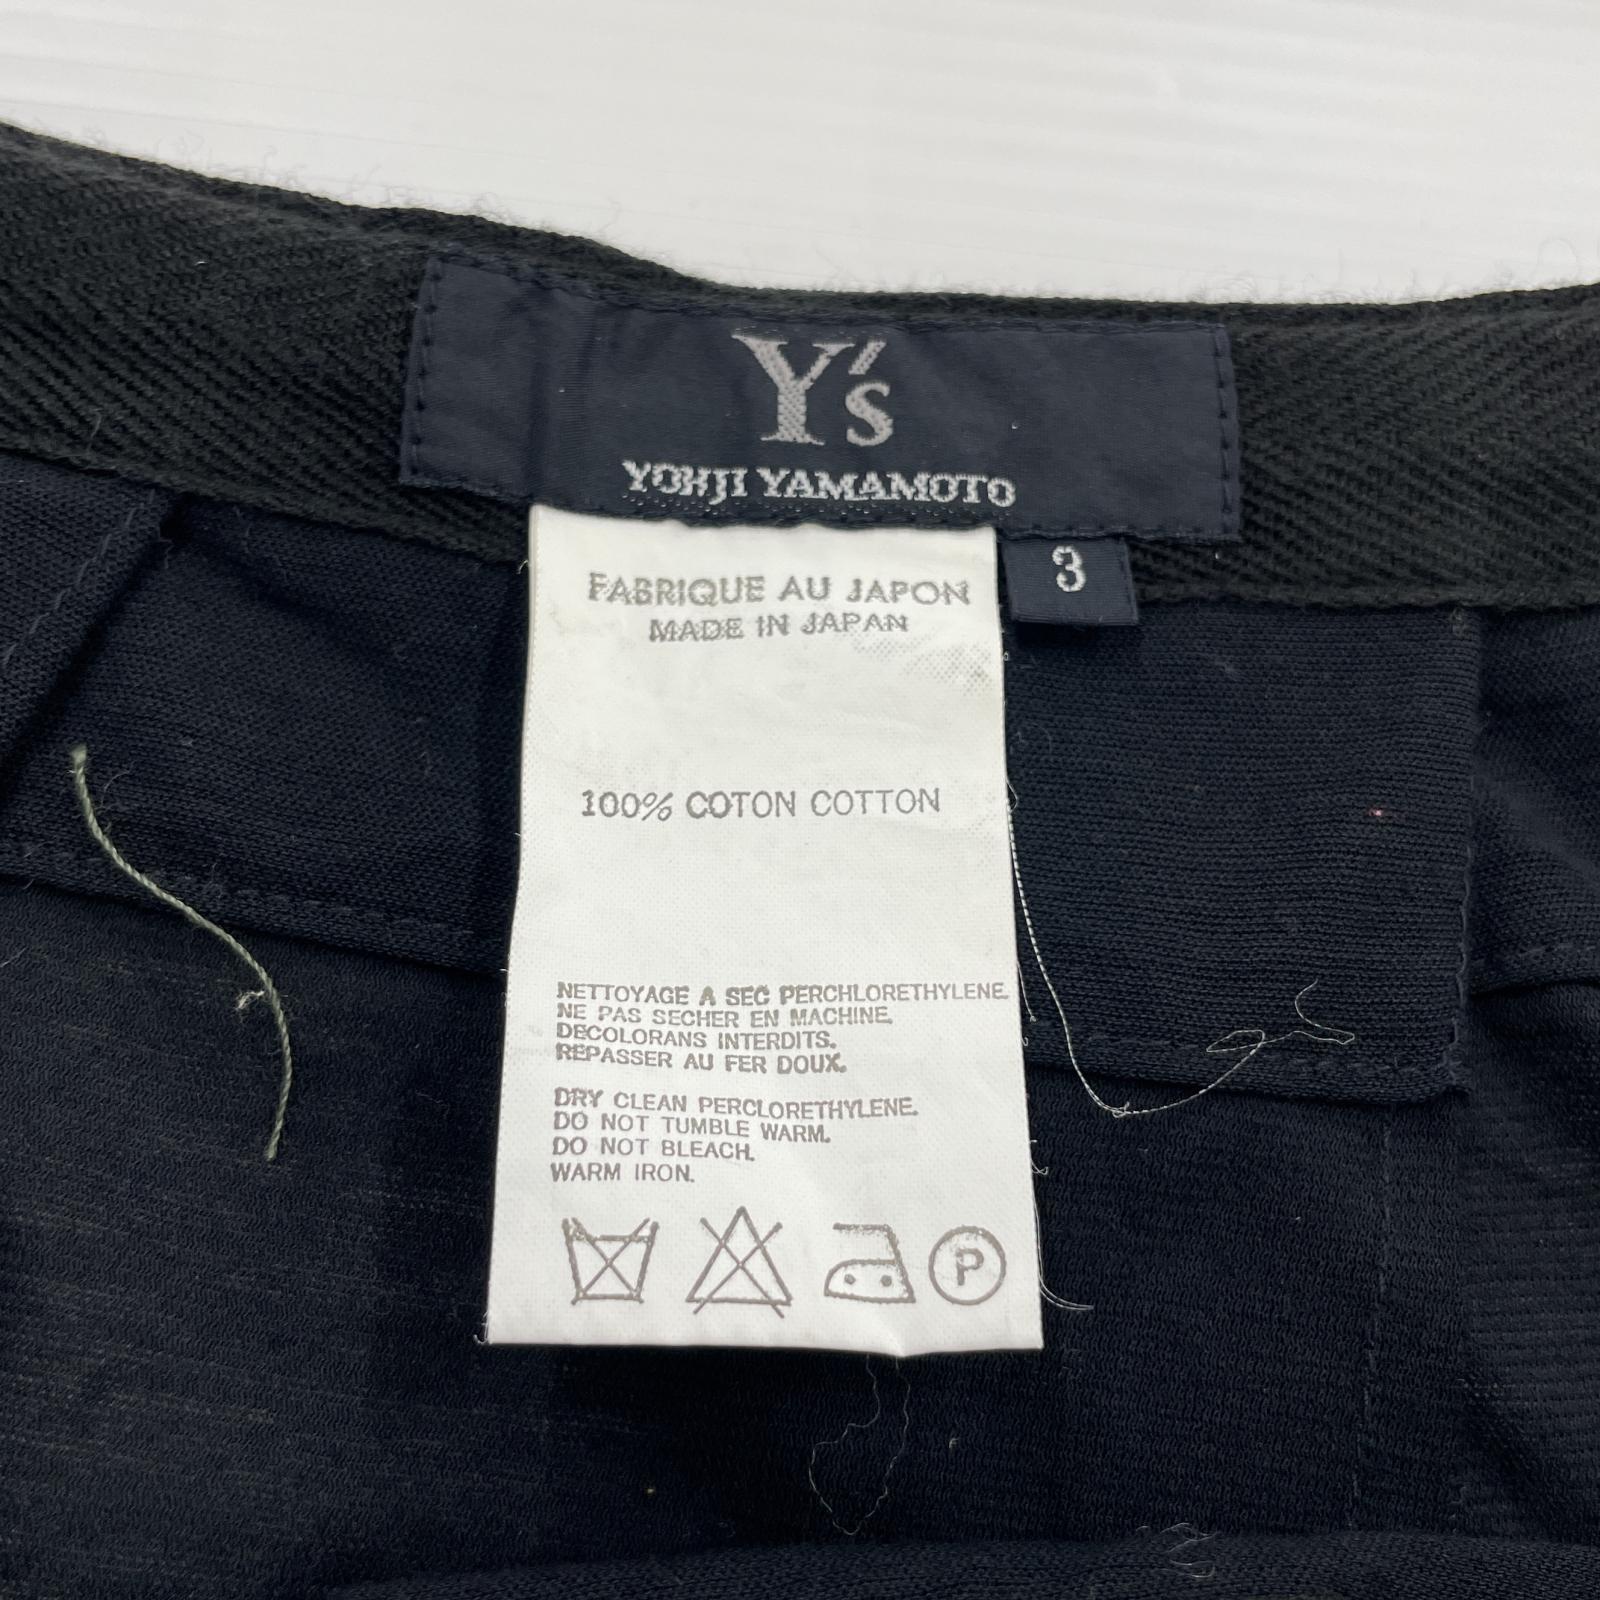 Y's
YOHJI YAMAMOTO
3
FABRIQUE AU JAPON
MADE IN JAPAN
100% COTON COTTON
NETTOYAGE A SEC PERCHLORETHYLENE.
NE PAS SECHER EN MACHINE.
DECOLORANS INTERDITS.
REPASSER AU FER DOUX.
DRY CLEAN PERCLORETHYLENE.
DO NOT TUMBLE WARM.
DO NOT BLEACH.
WARM IRON.
P